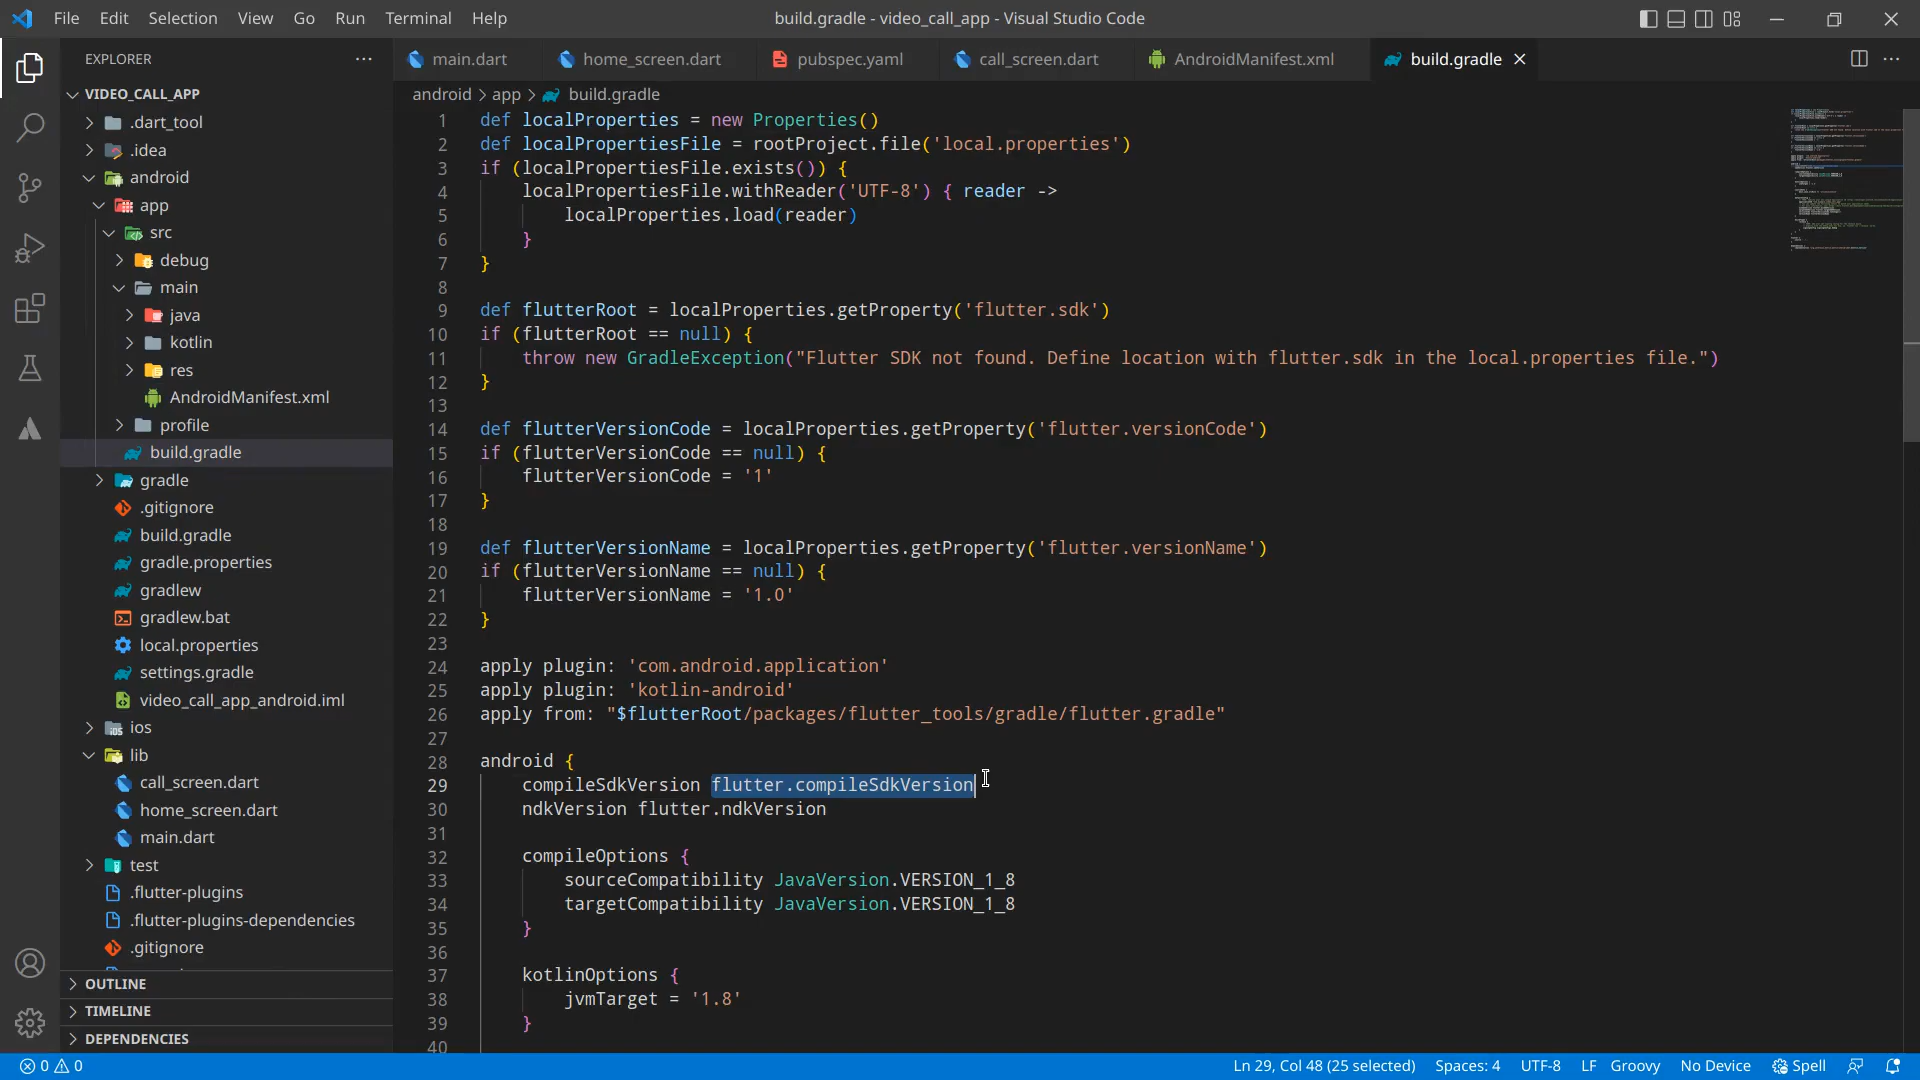 File Edit Selection View Go Run Terminal Help
build.gradle - video_call_app - Visual Studio Code
EXPLORER
VIDEO_CALL_APP
.dart_tool
.idea
android
app
src
debug
main
java
kotlin
res
AndroidManifest.xml
profile
build.gradle
gradle
.gitignore
build.gradle
gradle.properties
gradlew
gradlew.bat
local.properties
settings.gradle
video_call_app_android.iml
ios
lib
call_screen.dart
home_screen.dart
main.dart
test
.flutter-plugins
.flutter-plugins-dependencies
.gitignore
OUTLINE
TIMELINE
DEPENDENCIES
main.dart home_screen.dart pubspec.yaml call_screen.dart AndroidManifest.xml build.gradle
android > app > build.gradle
1 def localProperties = new Properties()
2 def localPropertiesFile = rootProject.file('local.properties')
3 if (localPropertiesFile.exists()) {
4 localPropertiesFile.withReader('UTF-8') { reader ->
5 localProperties.load(reader)
6 }
7 }
8
9 def flutterRoot = localProperties.getProperty('flutter.sdk')
10 if (flutterRoot == null) {
11 throw new GradleException("Flutter SDK not found. Define location with flutter.sdk in the local.properties file.")
12 }
13
14 def flutterVersionCode = localProperties.getProperty('flutter.versionCode')
15 if (flutterVersionCode == null) {
16 flutterVersionCode = '1'
17 }
18
19 def flutterVersionName = localProperties.getProperty('flutter.versionName')
20 if (flutterVersionName == null) {
21 flutterVersionName = '1.0'
22 }
23
24 apply plugin: 'com.android.application'
25 apply plugin: 'kotlin-android'
26 apply from: "$flutterRoot/packages/flutter_tools/gradle/flutter.gradle"
27
28 android {
29 compileSdkVersion flutter.compileSdkVersion
30 ndkVersion flutter.ndkVersion
31
32 compileOptions {
33 sourceCompatibility JavaVersion.VERSION_1_8
34 targetCompatibility JavaVersion.VERSION_1_8
35 }
36
37 kotlinOptions {
38 jvmTarget = '1.8'
39 }
40
0 0
Ln 29, Col 48 (25 selected) Spaces: 4 UTF-8 LF Groovy No Device Spell